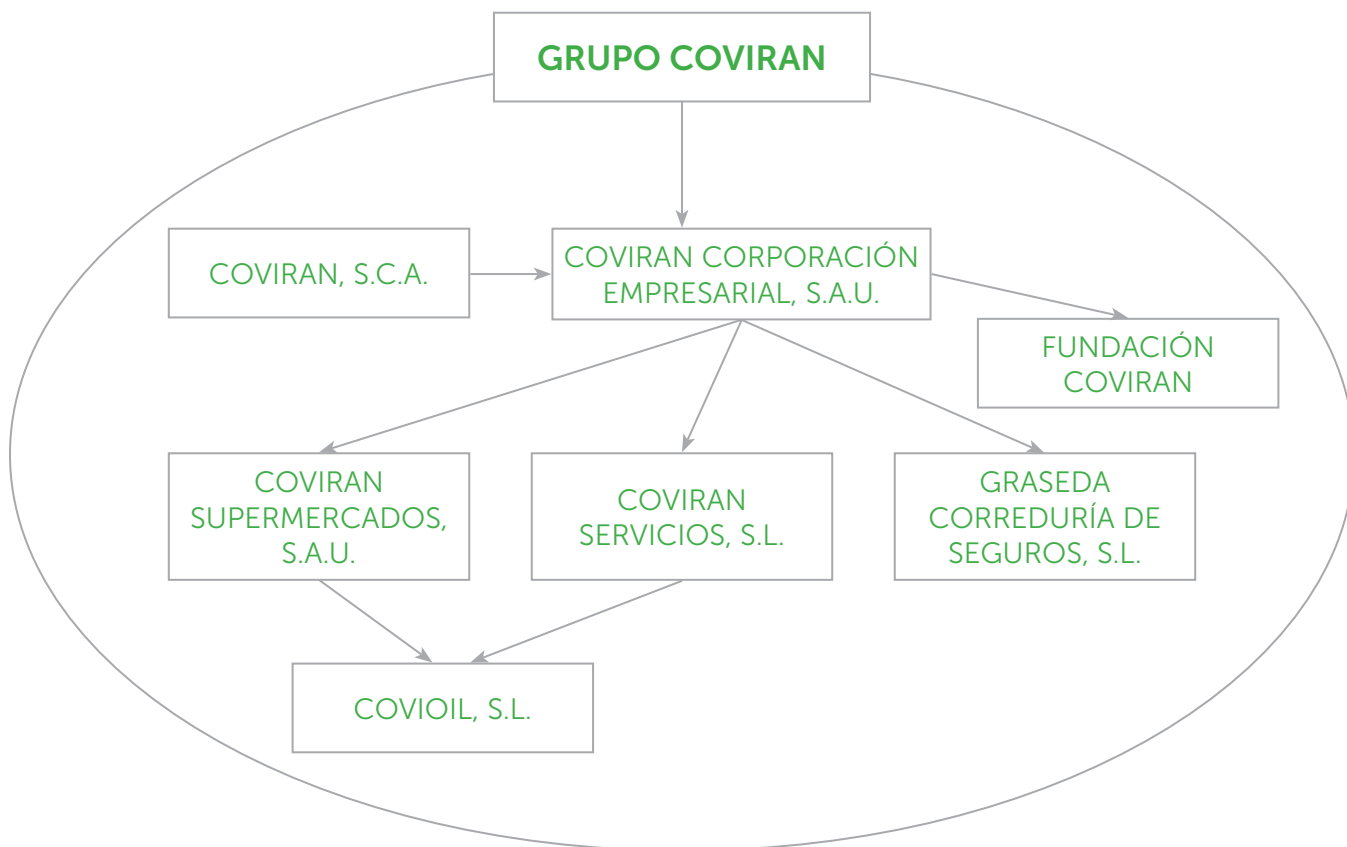 GRUPO COVIRAN
COVIRAN, S.C.A.
COVIRAN CORPORACIÓN
EMPRESARIAL, S.A.U.
FUNDACIÓN
COVIRAN
COVIRAN
SUPERMERCADOS,
S.A.U.
COVIRAN
SERVICIOS, S.L.
GRASEDA
CORREDURÍA DE
SEGUROS, S.L.
COVIOIL, S.L.